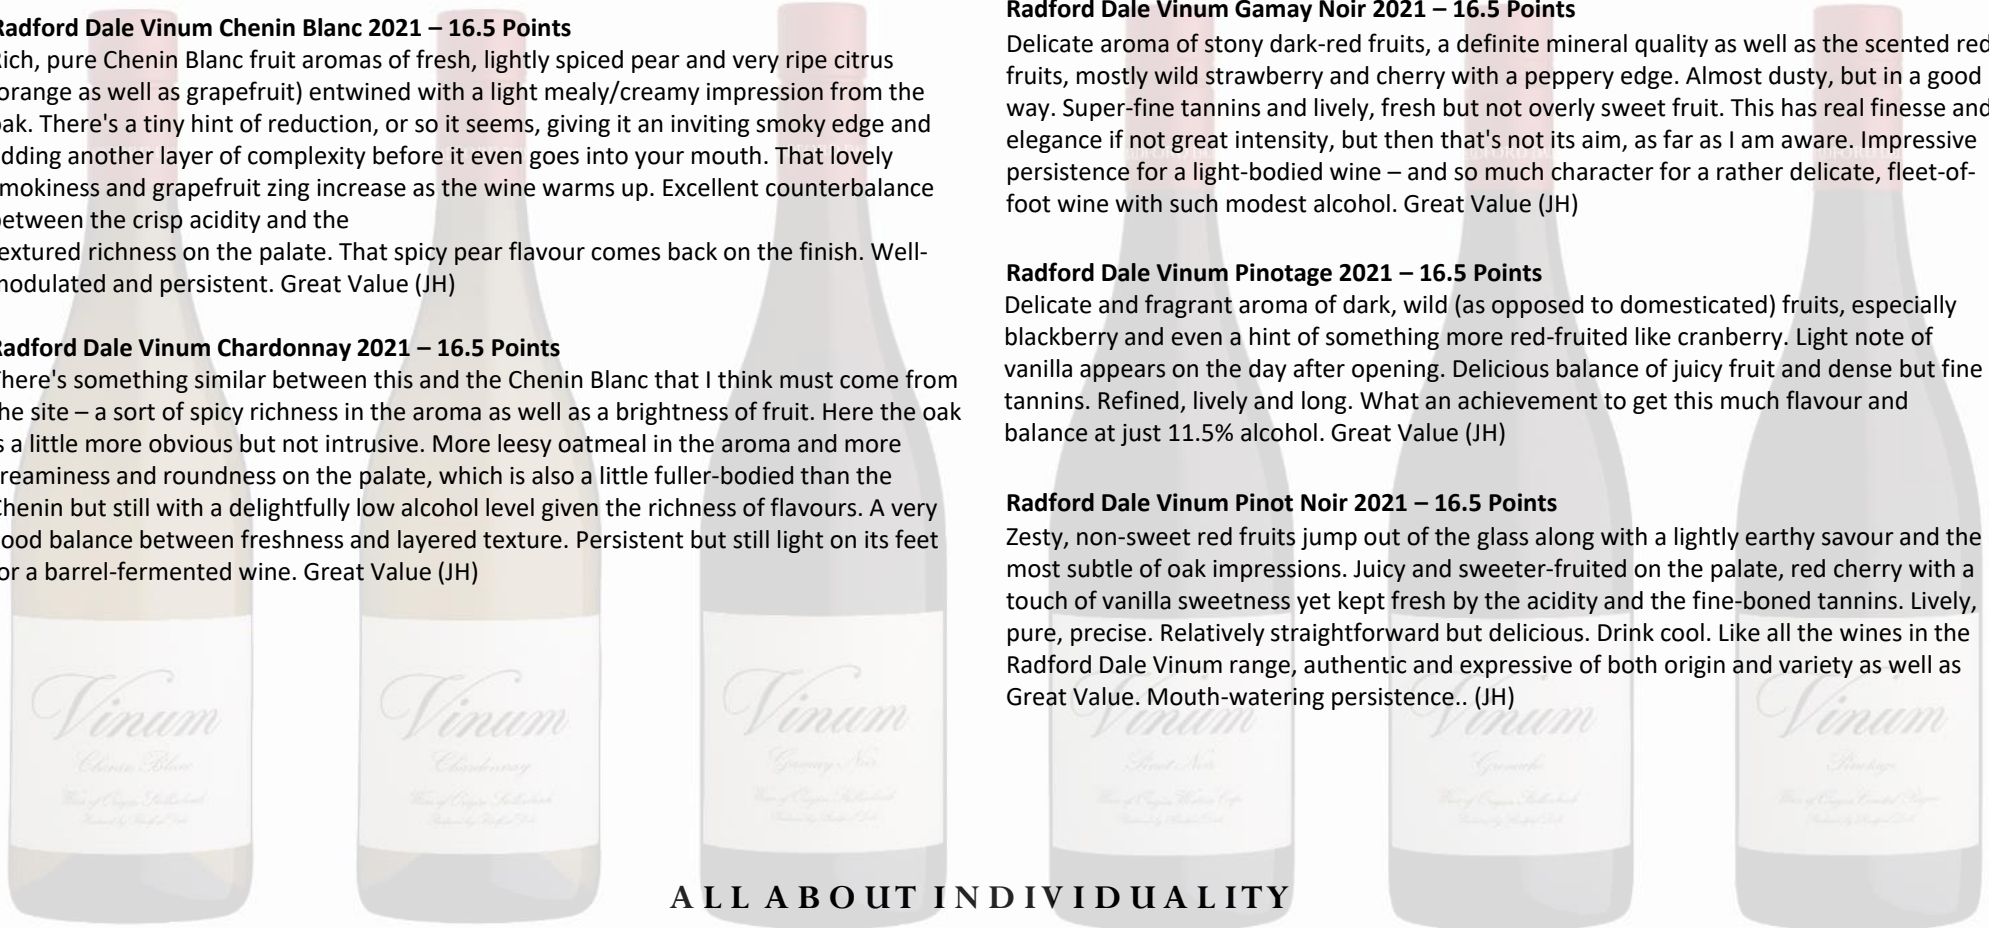 Radford Dale Vinum Chenin Blanc 2021 – 16.5 Points
Rich, pure Chenin Blanc fruit aromas of fresh, lightly spiced pear and very ripe citrus
orange as well as grapefruit) entwined with a light mealy/creamy impression from the
oak. There's a tiny hint of reduction, or so it seems, giving it an inviting smoky edge and
dding another layer of complexity before it even goes into your mouth. That lovely
mokiness and grapefruit zing increase as the wine warms up. Excellent counterbalance
between the crisp acidity and the
extured richness on the palate. That spicy pear flavour comes back on the finish. Well-
modulated and persistent. Great Value (JH)
Radford Dale Vinum Chardonnay 2021 – 16.5 Points
There's something similar between this and the Chenin Blanc that I think must come from
he site – a sort of spicy richness in the aroma as well as a brightness of fruit. Here the oak
s a little more obvious but not intrusive. More leesy oatmeal in the aroma and more
reaminess and roundness on the palate, which is also a little fuller-bodied than the
Chenin but still with a delightfully low alcohol level given the richness of flavours. A very
ood balance between freshness and layered texture. Persistent but still light on its feet
or a barrel-fermented wine. Great Value (JH)
Radford Dale Vinum Gamay Noir 2021 – 16.5 Points
Delicate aroma of stony dark-red fruits, a definite mineral quality as well as the scented red
fruits, mostly wild strawberry and cherry with a peppery edge. Almost dusty, but in a good
way. Super-fine tannins and lively, fresh but not overly sweet fruit. This has real finesse and
elegance if not great intensity, but then that's not its aim, as far as I am aware. Impressive
persistence for a light-bodied wine – and so much character for a rather delicate, fleet-of-
foot wine with such modest alcohol. Great Value (JH)
Radford Dale Vinum Pinotage 2021 – 16.5 Points
Delicate and fragrant aroma of dark, wild (as opposed to domesticated) fruits, especially
blackberry and even a hint of something more red-fruited like cranberry. Light note of
vanilla appears on the day after opening. Delicious balance of juicy fruit and dense but fine
tannins. Refined, lively and long. What an achievement to get this much flavour and
balance at just 11.5% alcohol. Great Value (JH)
Radford Dale Vinum Pinot Noir 2021 – 16.5 Points
Zesty, non-sweet red fruits jump out of the glass along with a lightly earthy savour and the
most subtle of oak impressions. Juicy and sweeter-fruited on the palate, red cherry with a
touch of vanilla sweetness yet kept fresh by the acidity and the fine-boned tannins. Lively,
pure, precise. Relatively straightforward but delicious. Drink cool. Like all the wines in the
Radford Dale Vinum range, authentic and expressive of both origin and variety as well as
Great Value. Mouth-watering persistence.. (JH)
Vinum
Chenin Blanc
Vinum
Chardonnay
Vinum
Gamay Noir
Vinum
Pinot Noir
Vinum
Grenache
Vinum
Pinotage
ALL ABOUT INDIVIDUALITY